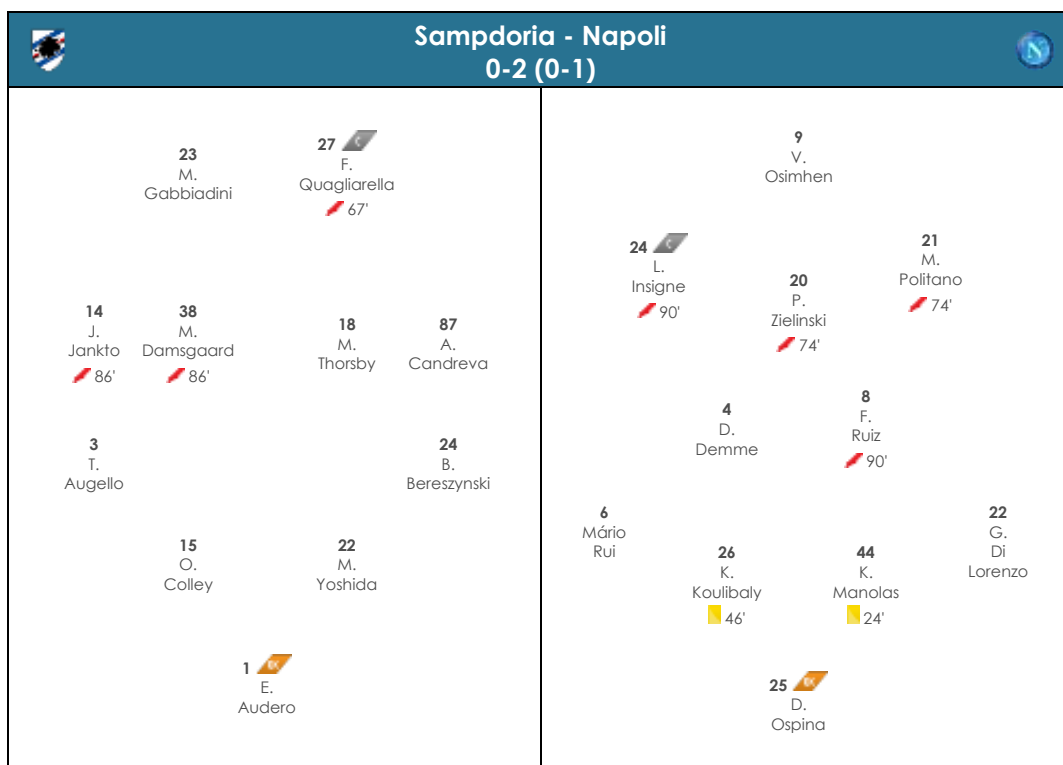 Sampdoria - Napoli
0-2 (0-1)
N
23
M.
Gabbiadini
27 C
F.
Quagliarella
67'
14
J.
Jankto
86'
38
M.
Damsgaard
86'
18
M.
Thorsby
87
A.
Candreva
3
T.
Augello
24
B.
Bereszynski
15
O.
Colley
22
M.
Yoshida
1 GK
E.
Audero
9
V.
Osimhen
24 C
L.
Insigne
90'
20
P.
Zielinski
74'
21
M.
Politano
74'
4
D.
Demme
8
F.
Ruiz
90'
6
Mário
Rui
26
K.
Koulibaly
46'
44
K.
Manolas
24'
22
G.
Di
Lorenzo
25 GK
D.
Ospina